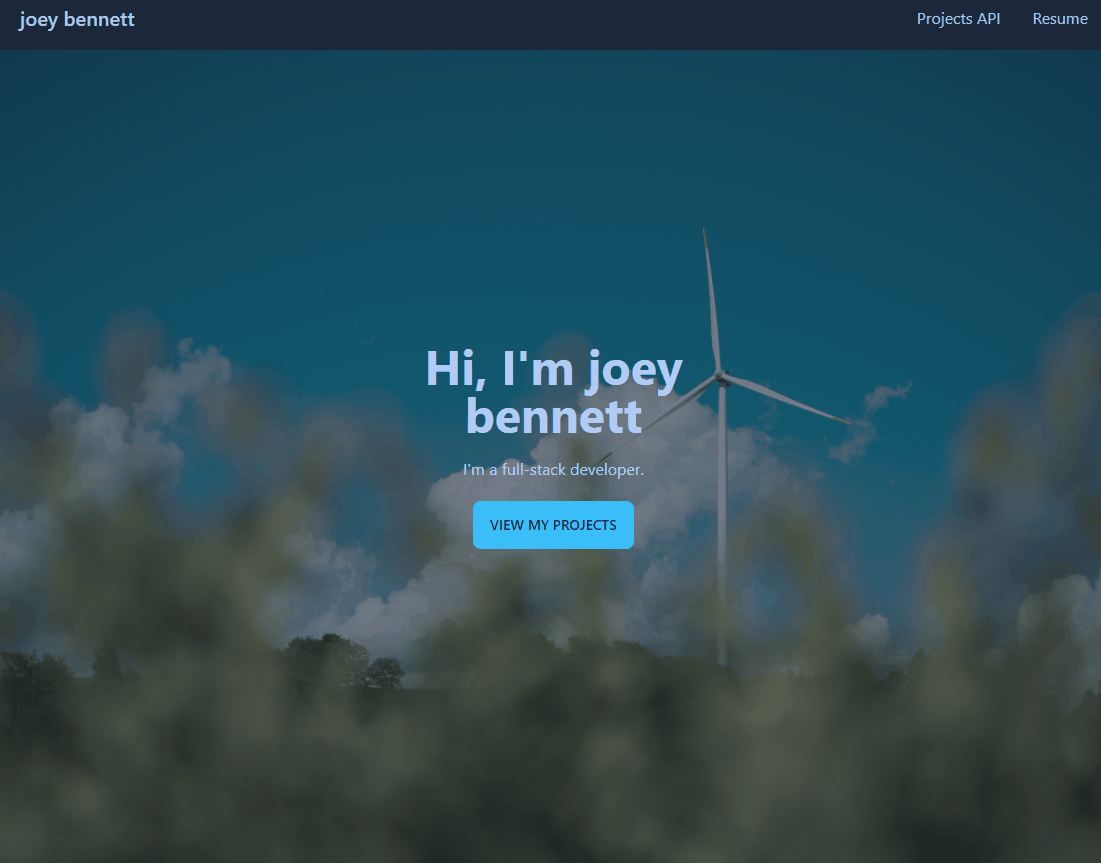 joey bennett
Projects API
Resume
Hi, I'm joey
bennett
I'm a full-stack developer.
VIEW MY PROJECTS